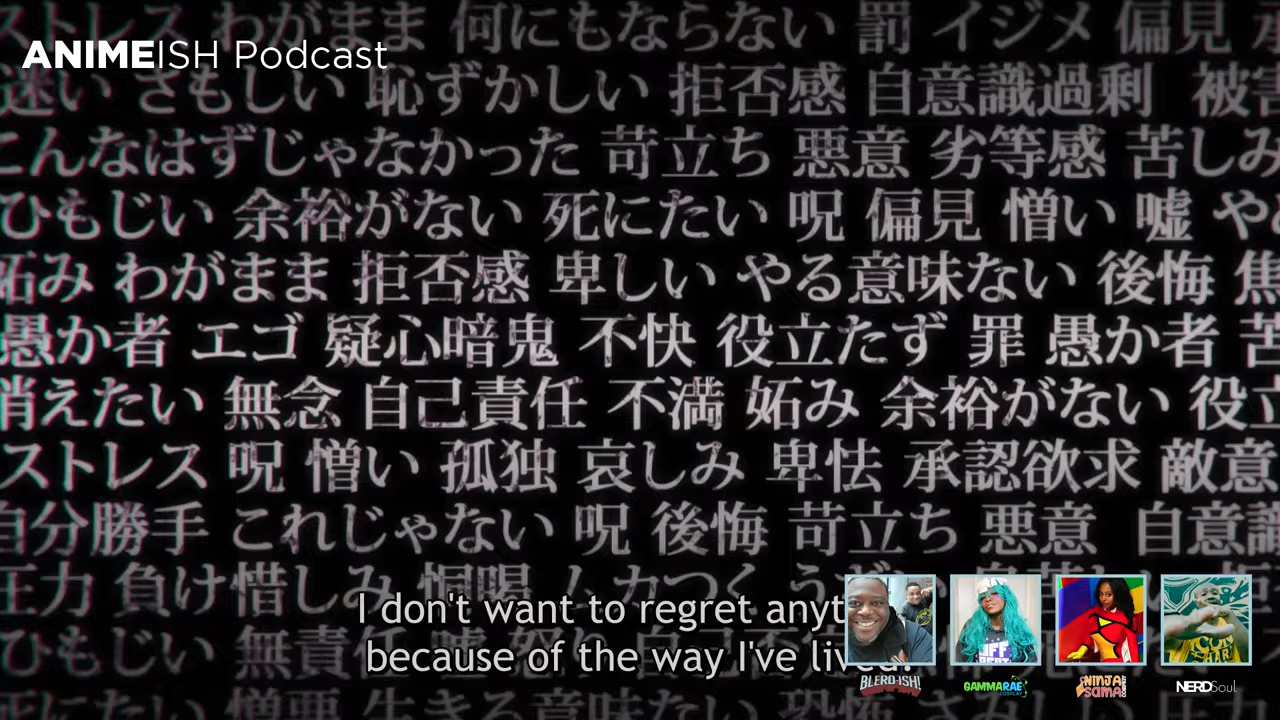 ストレス わがまま 何にもならない 罰 イジメ 偏見
ANIMEISH Podcast
迷い さもしい 恥ずかしい 拒否感 自意識過剰 被害
こんなはずじゃなかった 苛立ち 悪意 劣等感 苦しみ
ひもじい 余裕がない 死にたい 呪 偏見 憎い 嘘
妬み わがまま 拒否感 卑しい やる意味ない 後悔 焦
愚か者 エゴ 疑心暗鬼 不快 役立たず 罪 愚か者 苦
消えたい 無念 自己責任 不満 妬み 余裕がない 役立
ストレス 呪 憎い 孤独 哀しみ 卑怯 承認欲求 敵意
自分勝手 これじゃない 呪 後悔 苛立ち 悪意 自意識
圧力 負け惜しみ 恫喝 ムカつく
I don't want to regret
because of the way I've
ひもじい 無責任 嘘
BLERD-ISH!
GAMMARAE
COSPLAY
NINJA
SAMA
NERDSoul